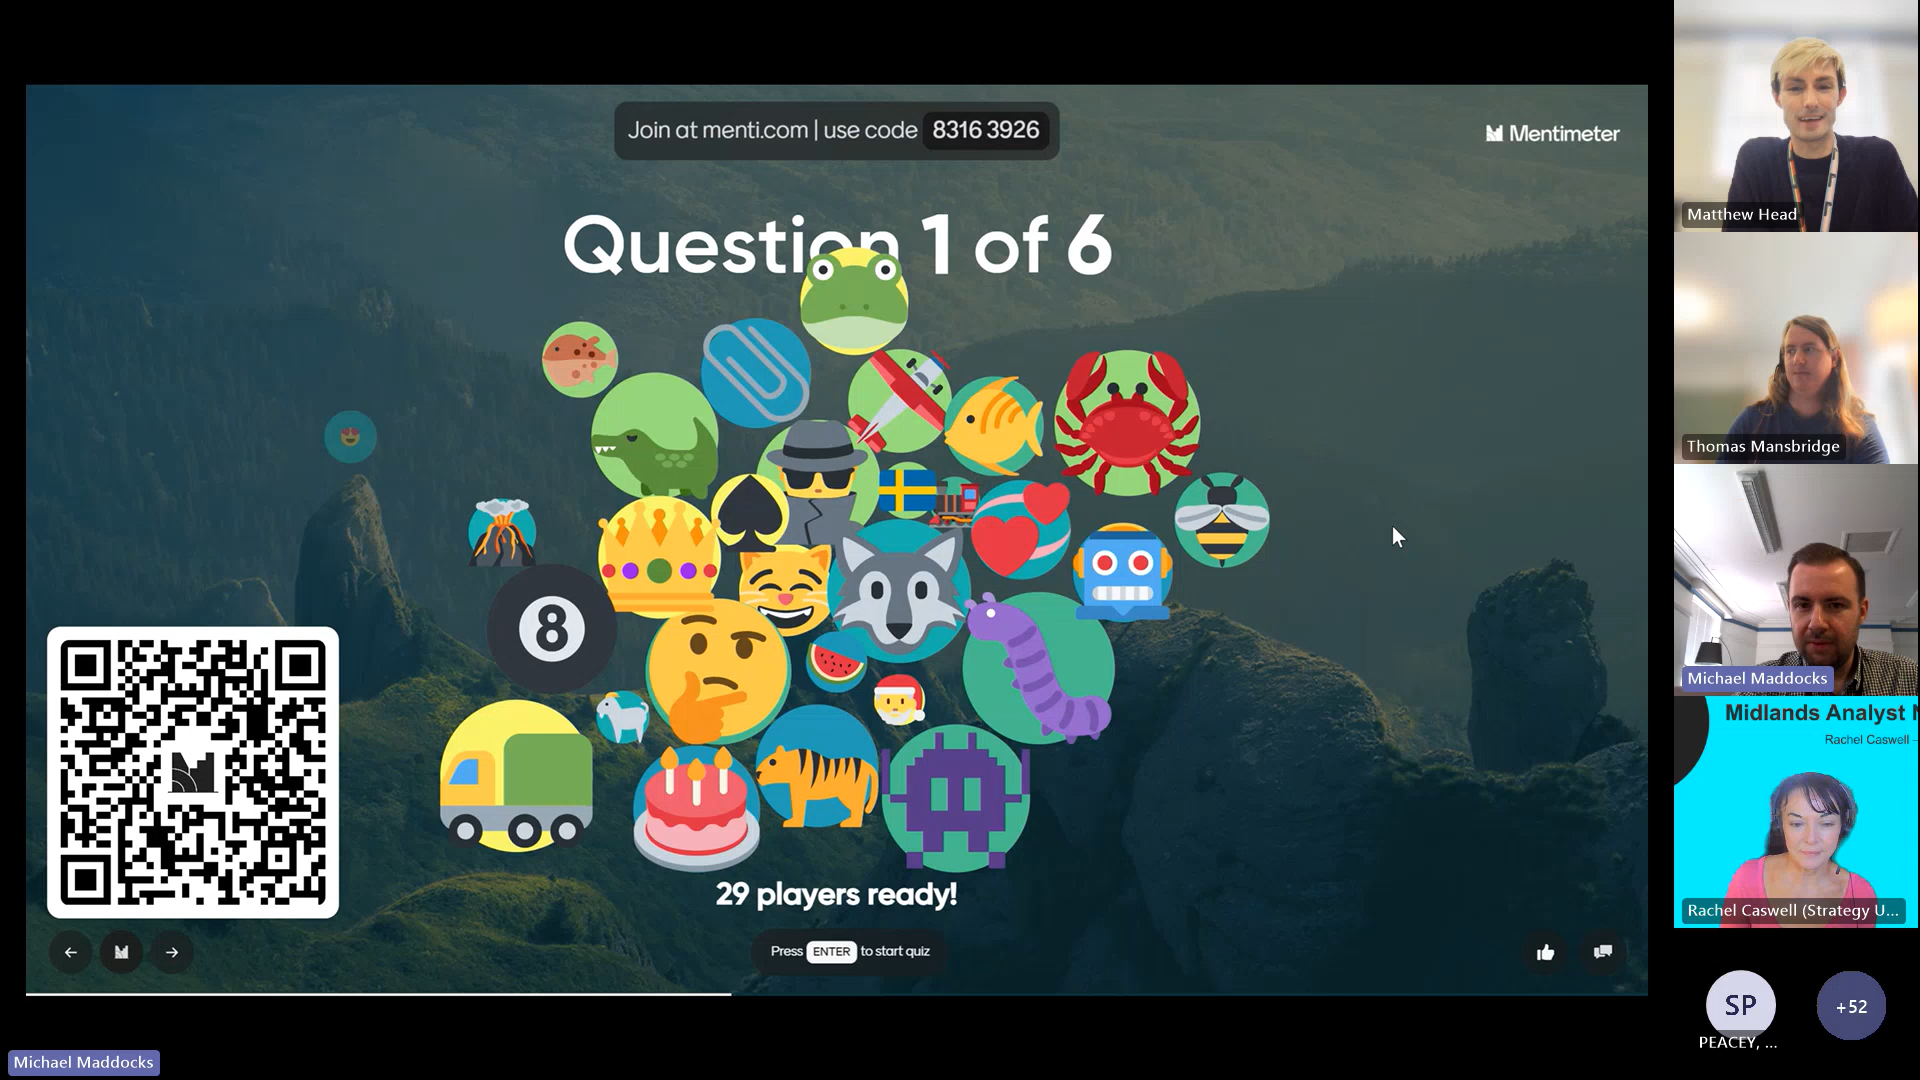 Join at menti.com | use code 8316 3926
Mentimeter
Question 1 of 6
8
29 players ready!
Press ENTER to start quiz
Matthew Head
Thomas Mansbridge
Michael Maddocks
Midlands Analyst N
Rachel Caswell –
Rachel Caswell (Strategy U...
SP
+52
PEACEY, ...
Michael Maddocks